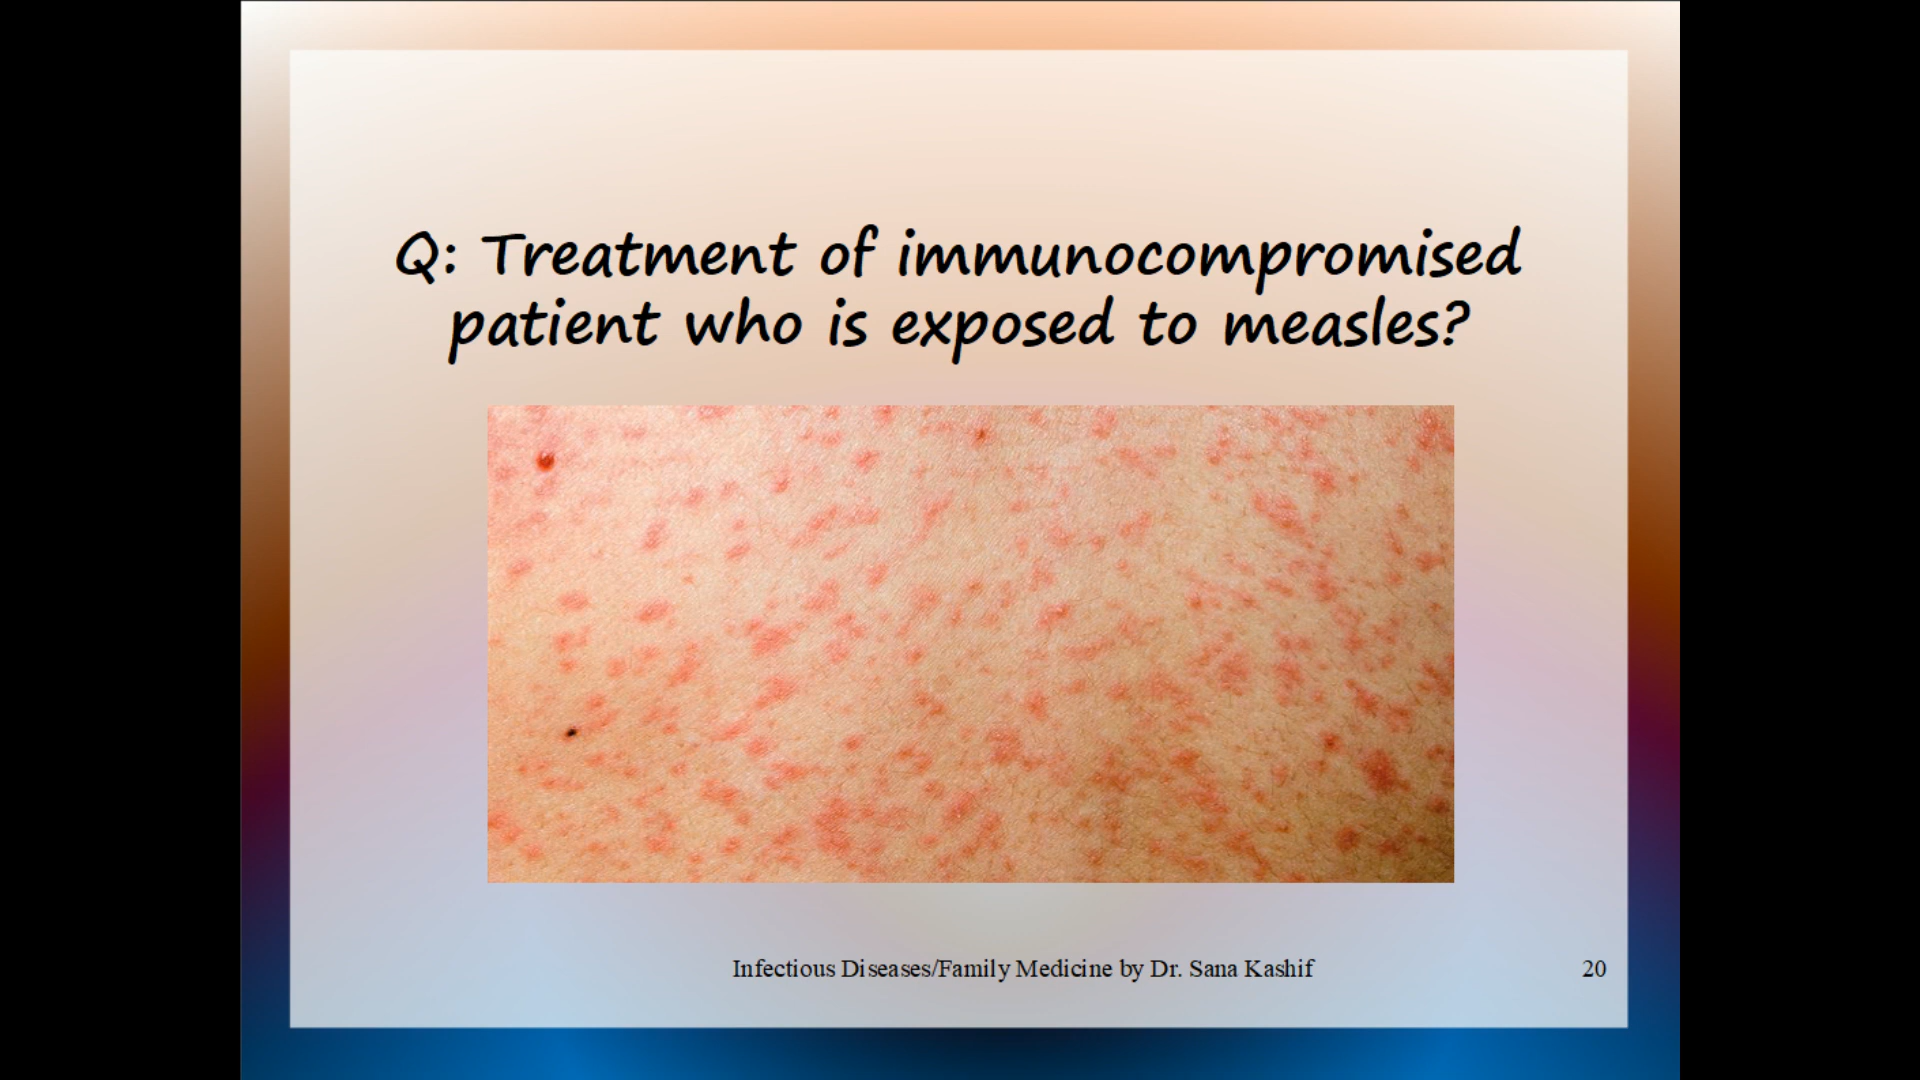 Q: Treatment of immunocompromised
patient who is exposed to measles?
Infectious Diseases/Family Medicine by Dr. Sana Kashif
20